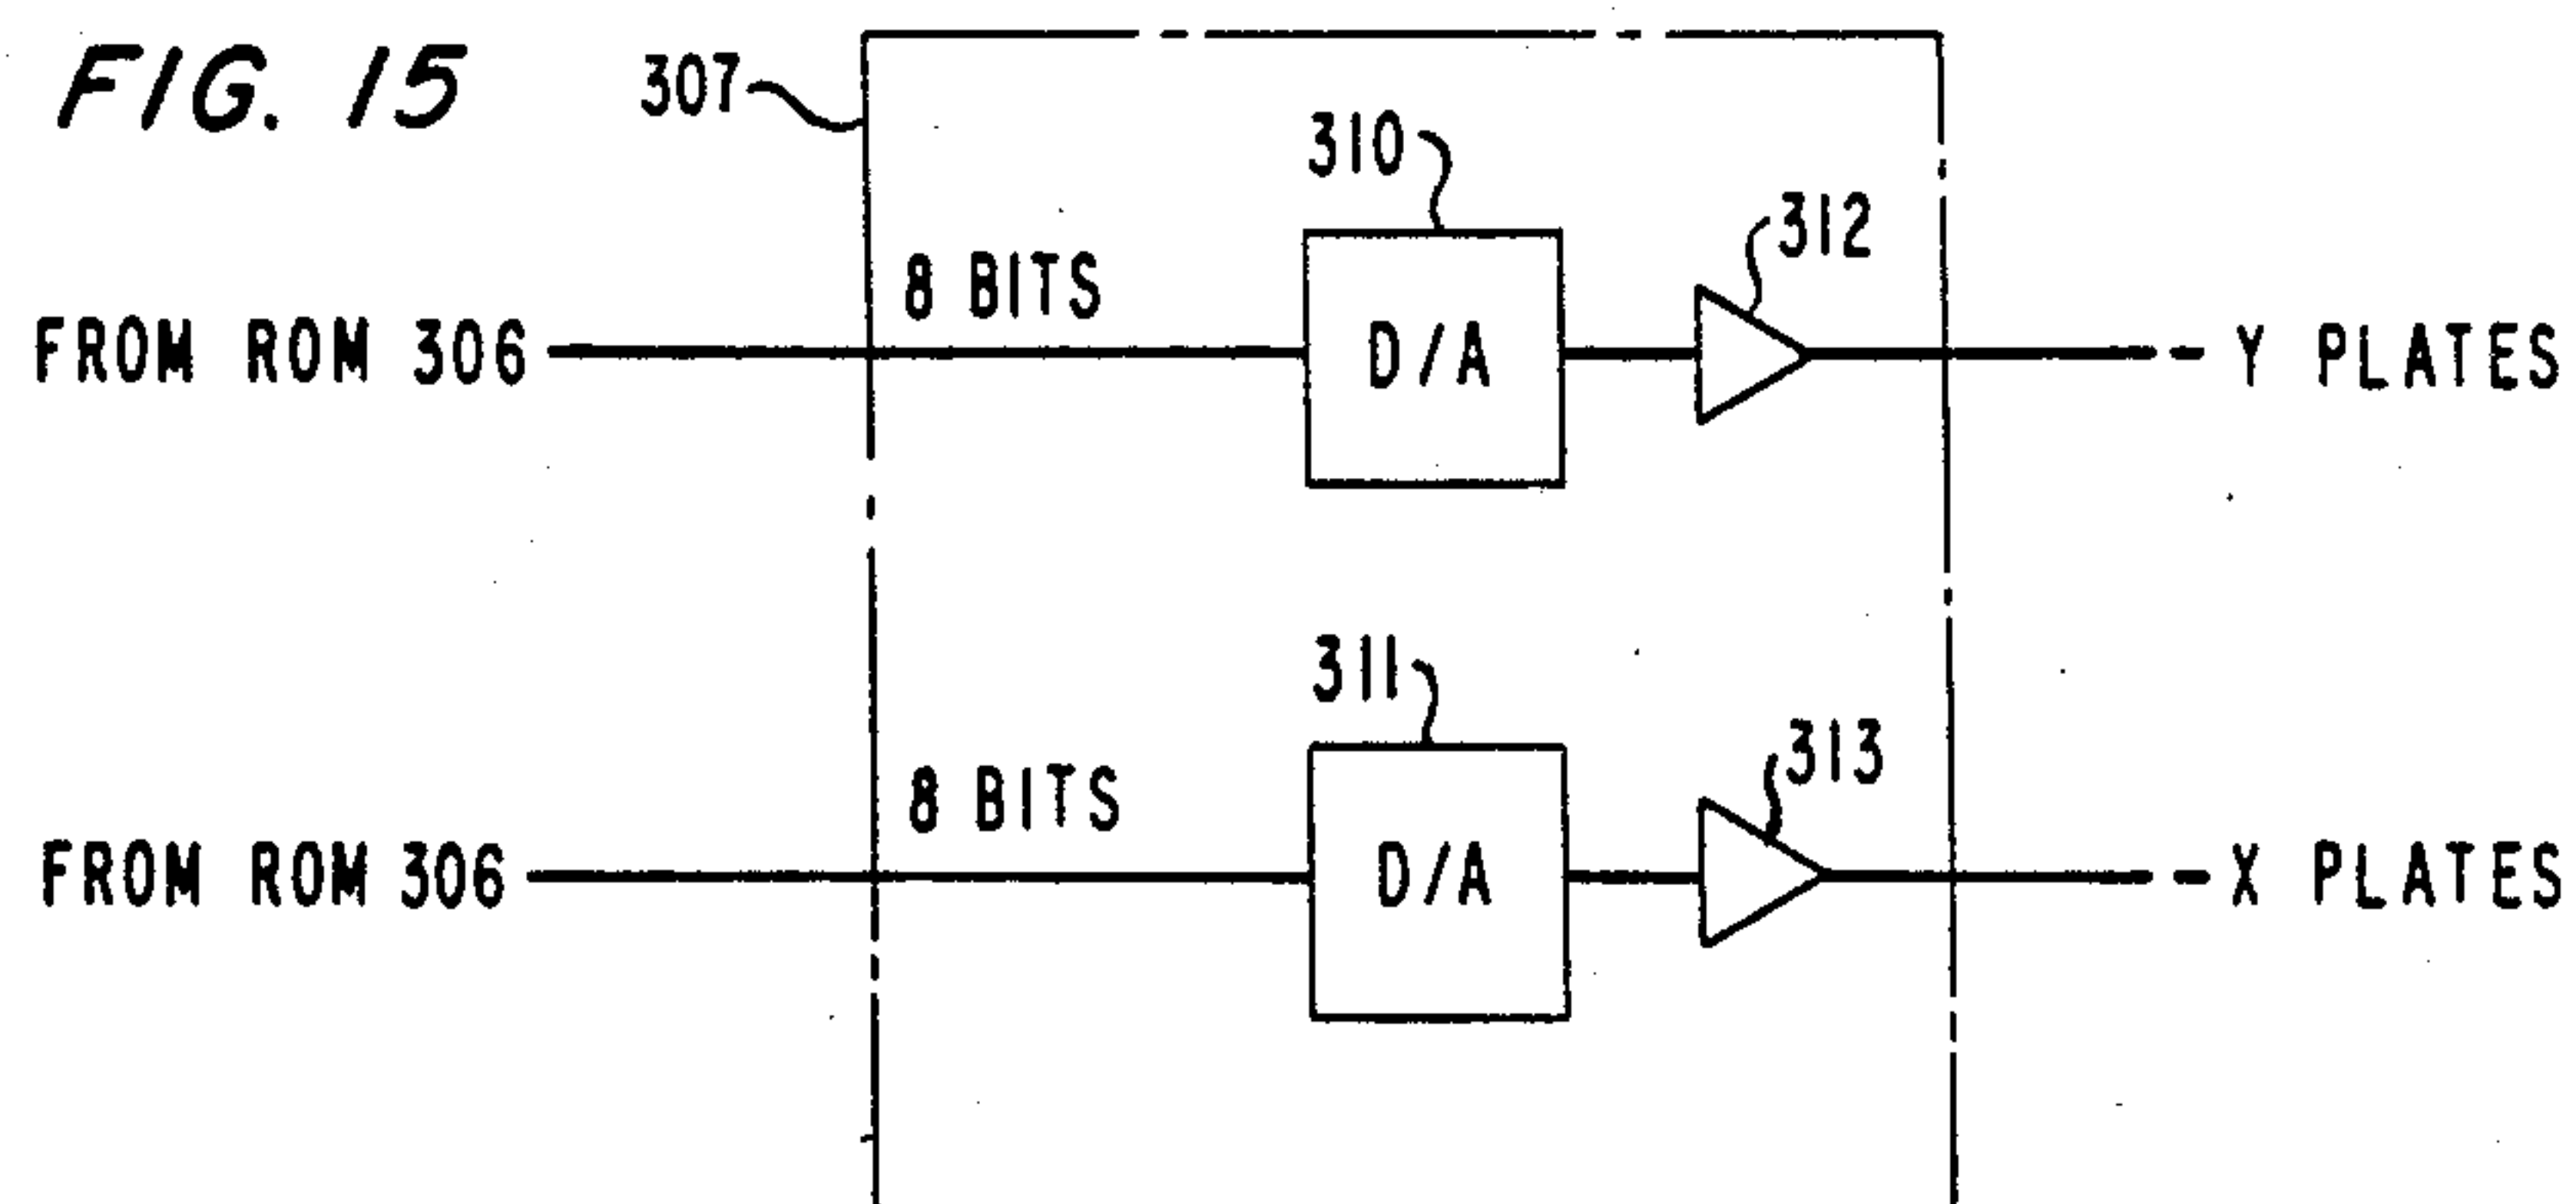 FIG. 15
307
310
312
8 BITS
FROM ROM 306
D/A
Y PLATES
311
313
8 BITS
FROM ROM 306
D/A
X PLATES